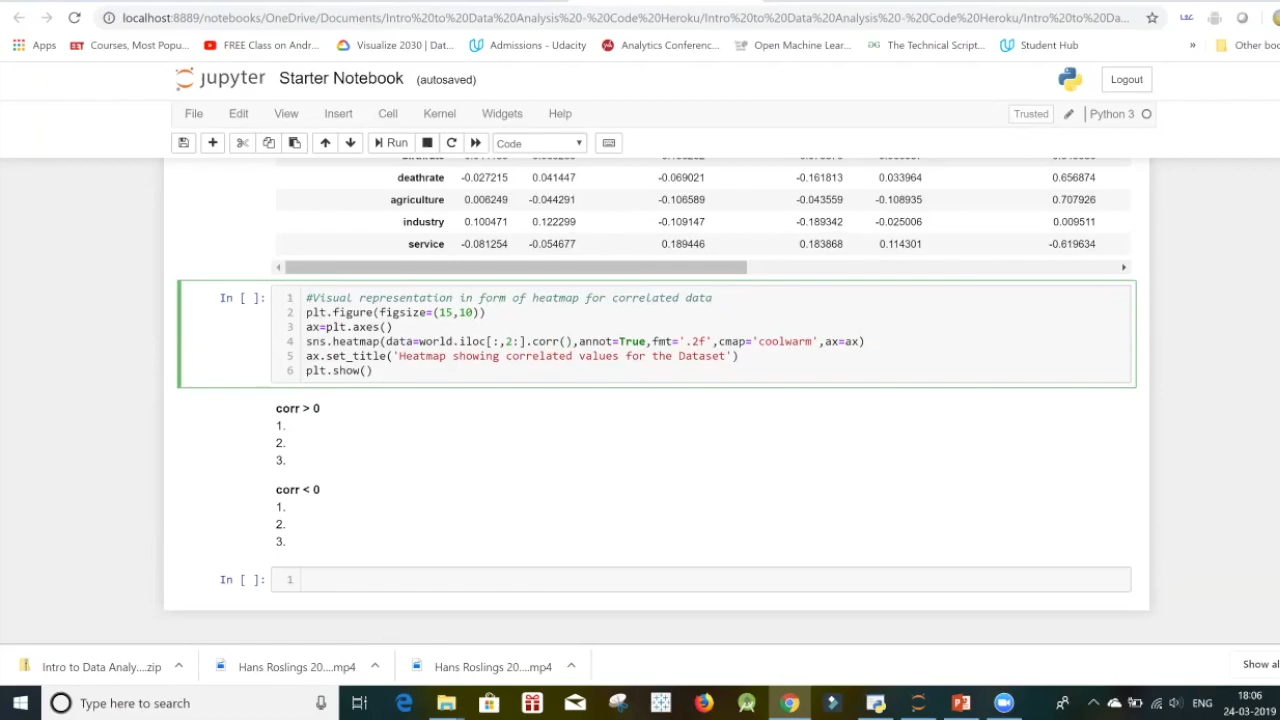 localhost:8889/notebooks/OneDrive/Documents/Intro%20to%20Data%20Analysis%20-%20Code%20Heroku/Intro%20to%20Data%20Analysis%20-%20Code%20Heroku/Intro%20to%20Da...
Apps Courses, Most Popu... FREE Class on Andr... Visualize 2030 | Dat... Admissions - Udacity Analytics Conferenc... Open Machine Lear... The Technical Script... Student Hub » Other boo
jupyter Starter Notebook (autosaved) Logout
File Edit View Insert Cell Kernel Widgets Help Trusted Python 3
Run Code
deathrate -0.027215 0.041447 -0.069021 -0.161813 0.033964 0.656874
agriculture 0.006249 -0.044291 -0.106589 -0.043559 -0.108935 0.707926
industry 0.100471 0.122299 -0.109147 -0.189342 -0.025006 0.009511
service -0.081254 -0.054677 0.189446 0.183868 0.114301 -0.619634
In [ ]: 1 #Visual representation in form of heatmap for correlated data
2 plt.figure(figsize=(15,10))
3 ax=plt.axes()
4 sns.heatmap(data=world.iloc[:,2:].corr(),annot=True,fmt='.2f',cmap='coolwarm',ax=ax)
5 ax.set_title('Heatmap showing correlated values for the Dataset')
6 plt.show()
corr > 0
1.
2.
3.
corr < 0
1.
2.
3.
In [ ]: 1
Intro to Data Analy....zip Hans Roslings 20....mp4 Hans Roslings 20....mp4 Show al
Type here to search ENG 18:06
24-03-2019